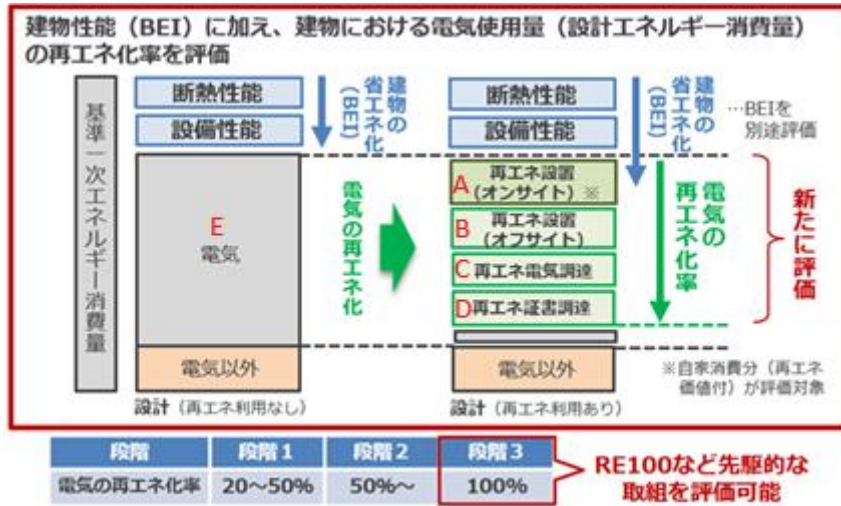 建物性能（BEI）に加え、建物における電気使用量（設計エネルギー消費量）
の再エネ化率を評価
基準一次エネルギー消費量
断熱性能
設備性能
建物の
省エネ化
(BEI)
E
電気
電気以外
設計（再エネ利用なし）
電気の再エネ化
断熱性能
設備性能
建物の
省エネ化
(BEI)
…BEIを
別途評価
A 再エネ設置
(オンサイト) ※
B 再エネ設置
(オフサイト)
C 再エネ電気調達
D 再エネ証書調達
電気以外
設計（再エネ利用あり）
電気の
再エネ化率
新たに評価
※自家消費分（再エネ
価値付）が評価対象
段階 段階1 段階2 段階3
電気の再エネ化率 20～50% 50%～ 100%
RE100など先駆的な
取組を評価可能